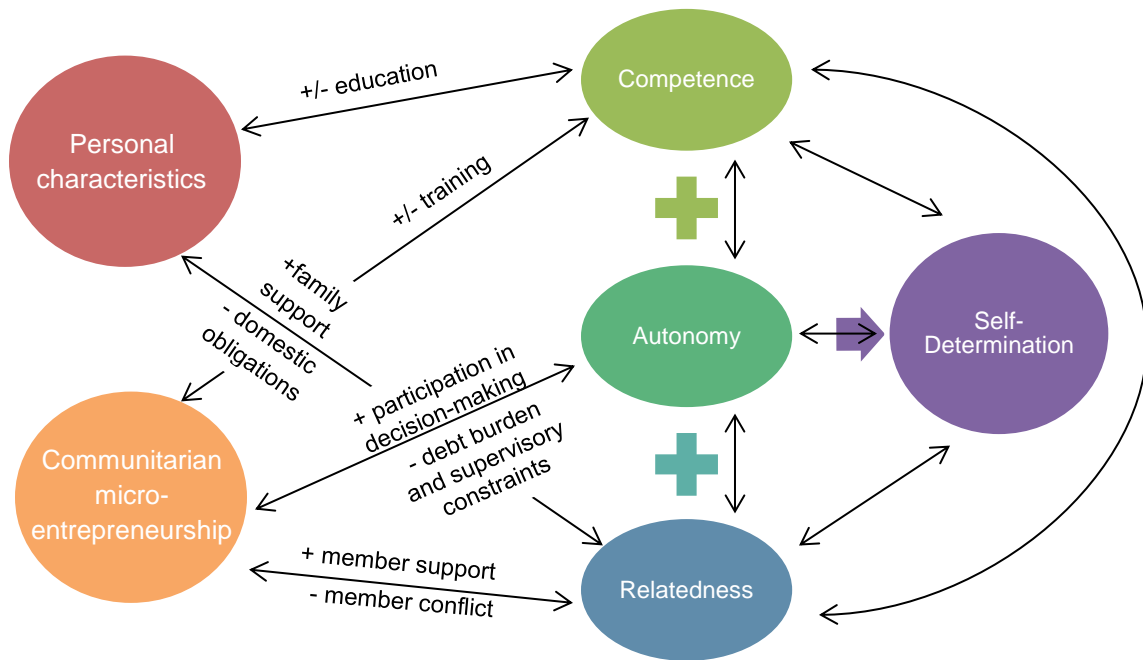 Personal
characteristics
+/- education
Competence
+/- training
+family
support
- domestic
obligations
Autonomy
Self-
Determination
+ participation in
decision-making
- debt burden
and supervisory
constraints
Communitarian
micro-
entrepreneurship
+ member support
- member conflict
Relatedness